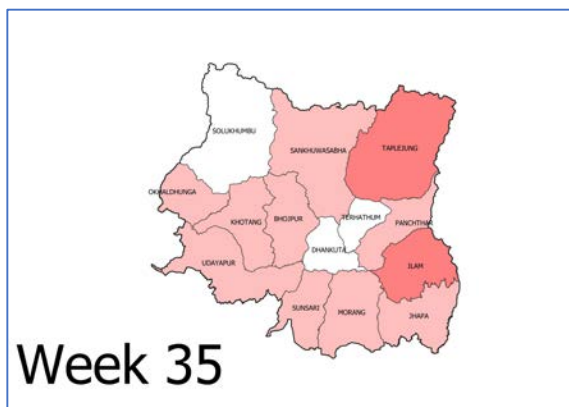 SOLUKHUMBU
TAPLEJUNG
SANKHUWASABHA
OKHALDHUNGA
KHOTANG
BHOJPUR
TERHATHUM
PANCHTHAR
DHANKUTA
UDAYAPUR
ILAM
SUNSARI
MORANG
JHAPA
Week 35